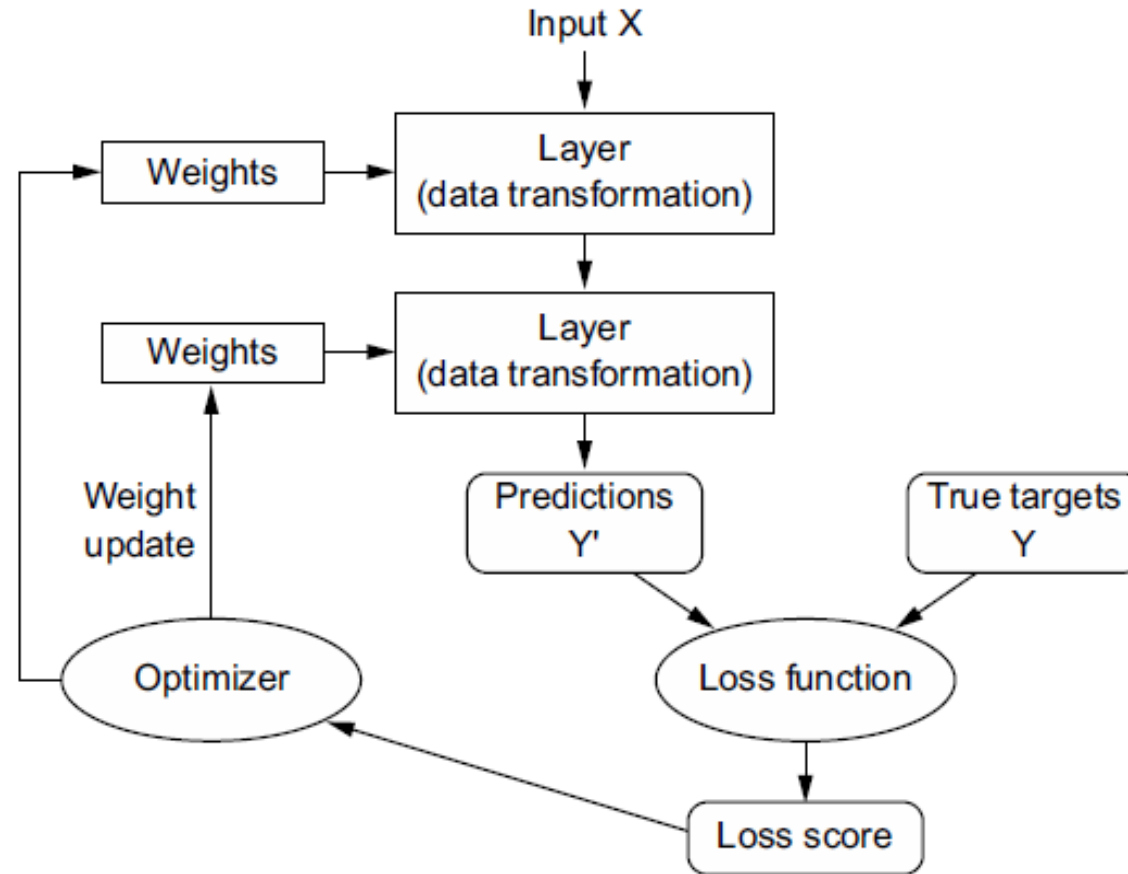 Input X
Weights
Layer
(data transformation)
Weights
Layer
(data transformation)
Weight
update
Predictions
Y'
True targets
Y
Optimizer
Loss function
Loss score